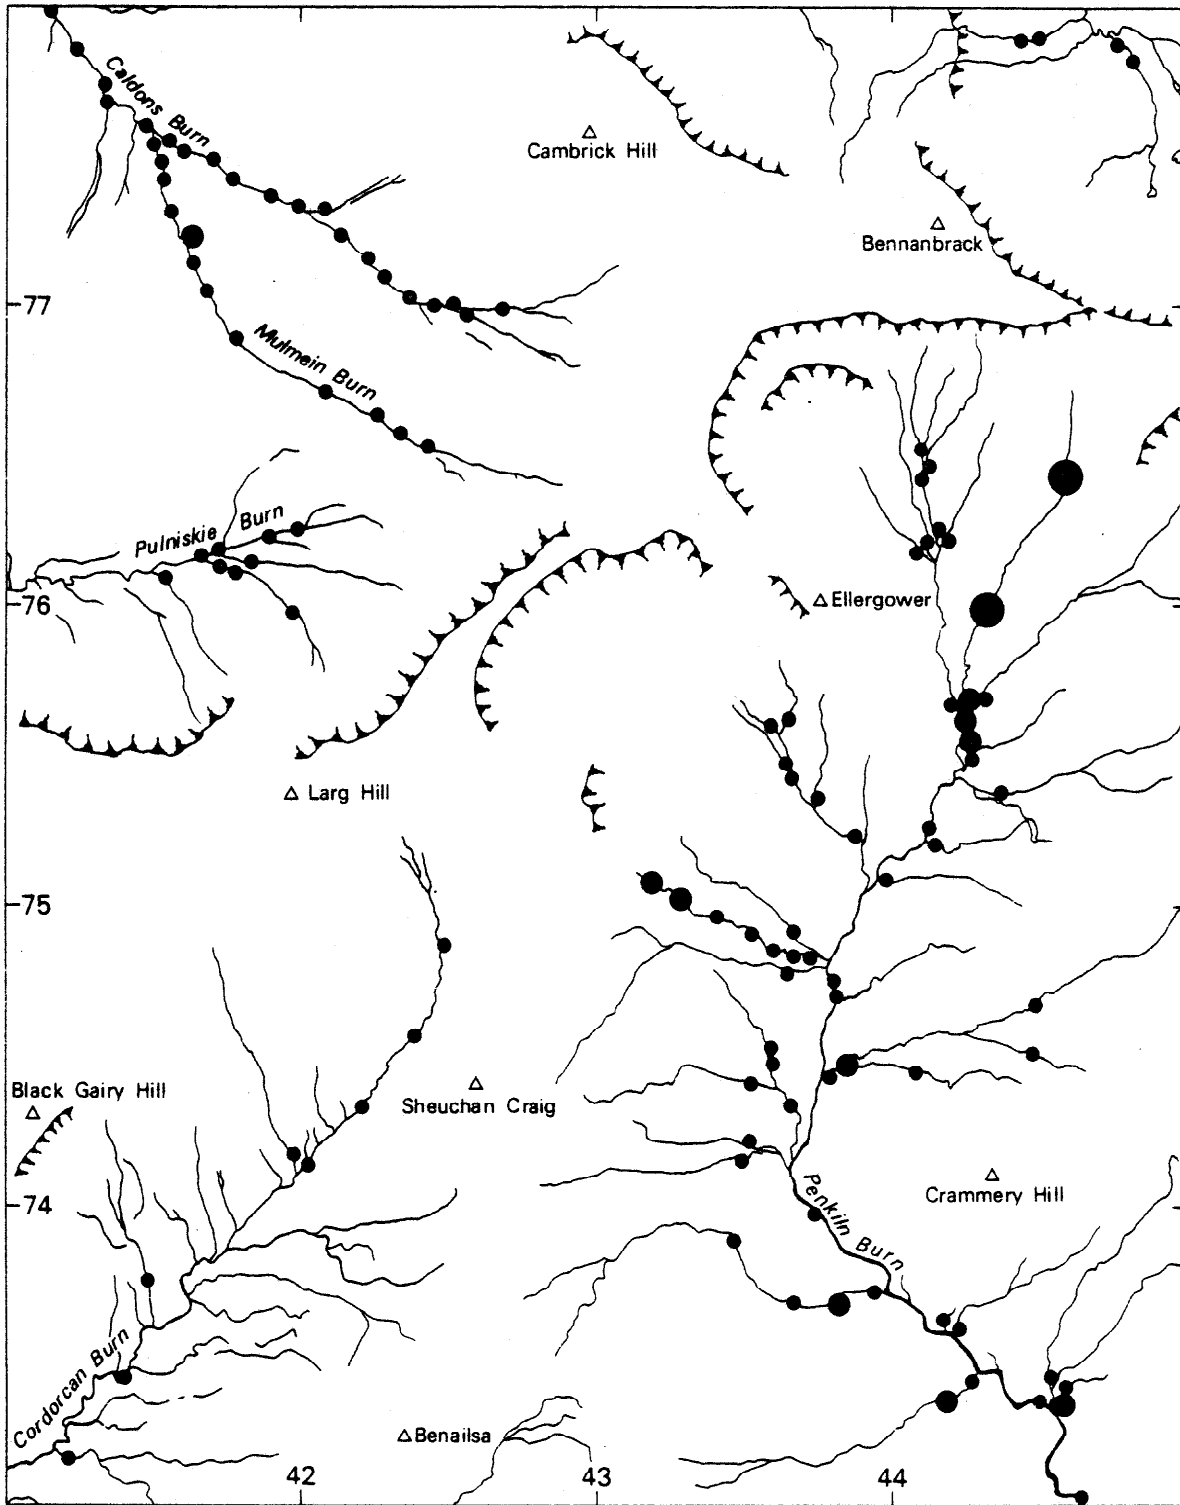 Caldons Burn
Cambrick Hill
Bennanbrack
77
Mulmein Burn
Pulniskie Burn
76
Ellergower
Larg Hill
75
Black Gairy Hill
Sheuchan Craig
74
Penkiln Burn
Crammery Hill
Cordorcan Burn
Benailsa
42
43
44